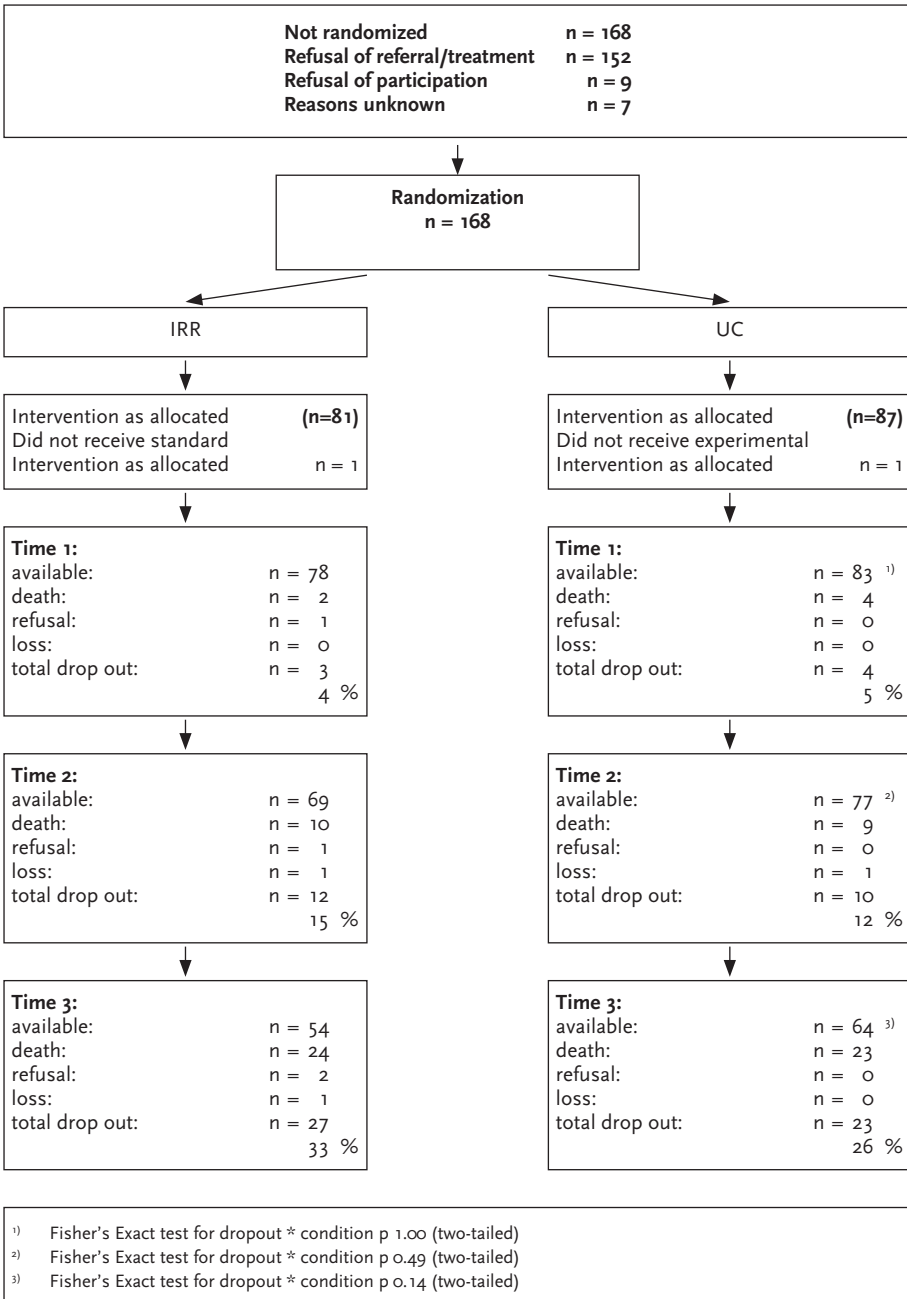 Not randomized n = 168
Refusal of referral/treatment n = 152
Refusal of participation n = 9
Reasons unknown n = 7
Randomization
n = 168
IRR
UC
Intervention as allocated (n=81)
Did not receive standard
Intervention as allocated n = 1
Intervention as allocated (n=87)
Did not receive experimental
Intervention as allocated n = 1
Time 1:
available: n = 78
death: n = 2
refusal: n = 1
loss: n = 0
total drop out: n = 3
4 %
Time 1:
available: n = 83 1)
death: n = 4
refusal: n = 0
loss: n = 0
total drop out: n = 4
5 %
Time 2:
available: n = 69
death: n = 10
refusal: n = 1
loss: n = 1
total drop out: n = 12
15 %
Time 2:
available: n = 77 2)
death: n = 9
refusal: n = 0
loss: n = 1
total drop out: n = 10
12 %
Time 3:
available: n = 54
death: n = 24
refusal: n = 2
loss: n = 1
total drop out: n = 27
33 %
Time 3:
available: n = 64 3)
death: n = 23
refusal: n = 0
loss: n = 0
total drop out: n = 23
26 %
1) Fisher's Exact test for dropout * condition p 1.00 (two-tailed)
2) Fisher's Exact test for dropout * condition p 0.49 (two-tailed)
3) Fisher's Exact test for dropout * condition p 0.14 (two-tailed)